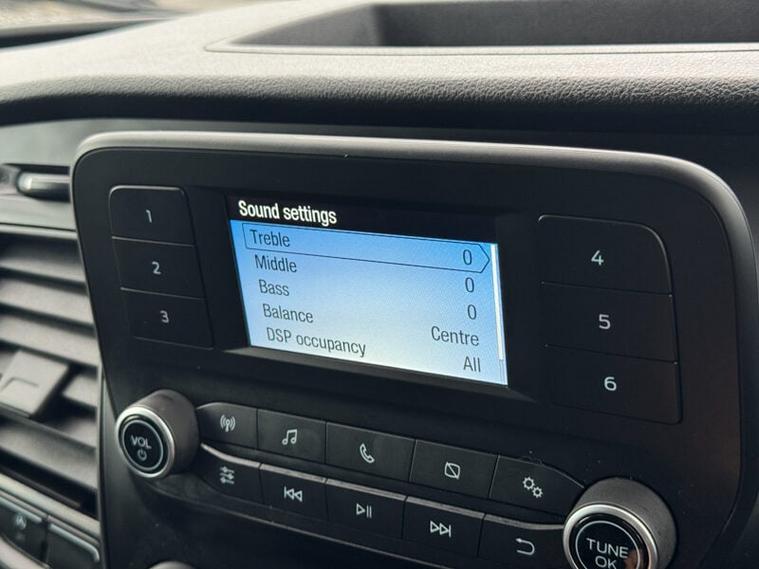 Sound settings
Treble 0
Middle 0
Bass 0
Balance Centre
DSP occupancy All
1
2
3
4
5
6
VOL
TUNE
OK